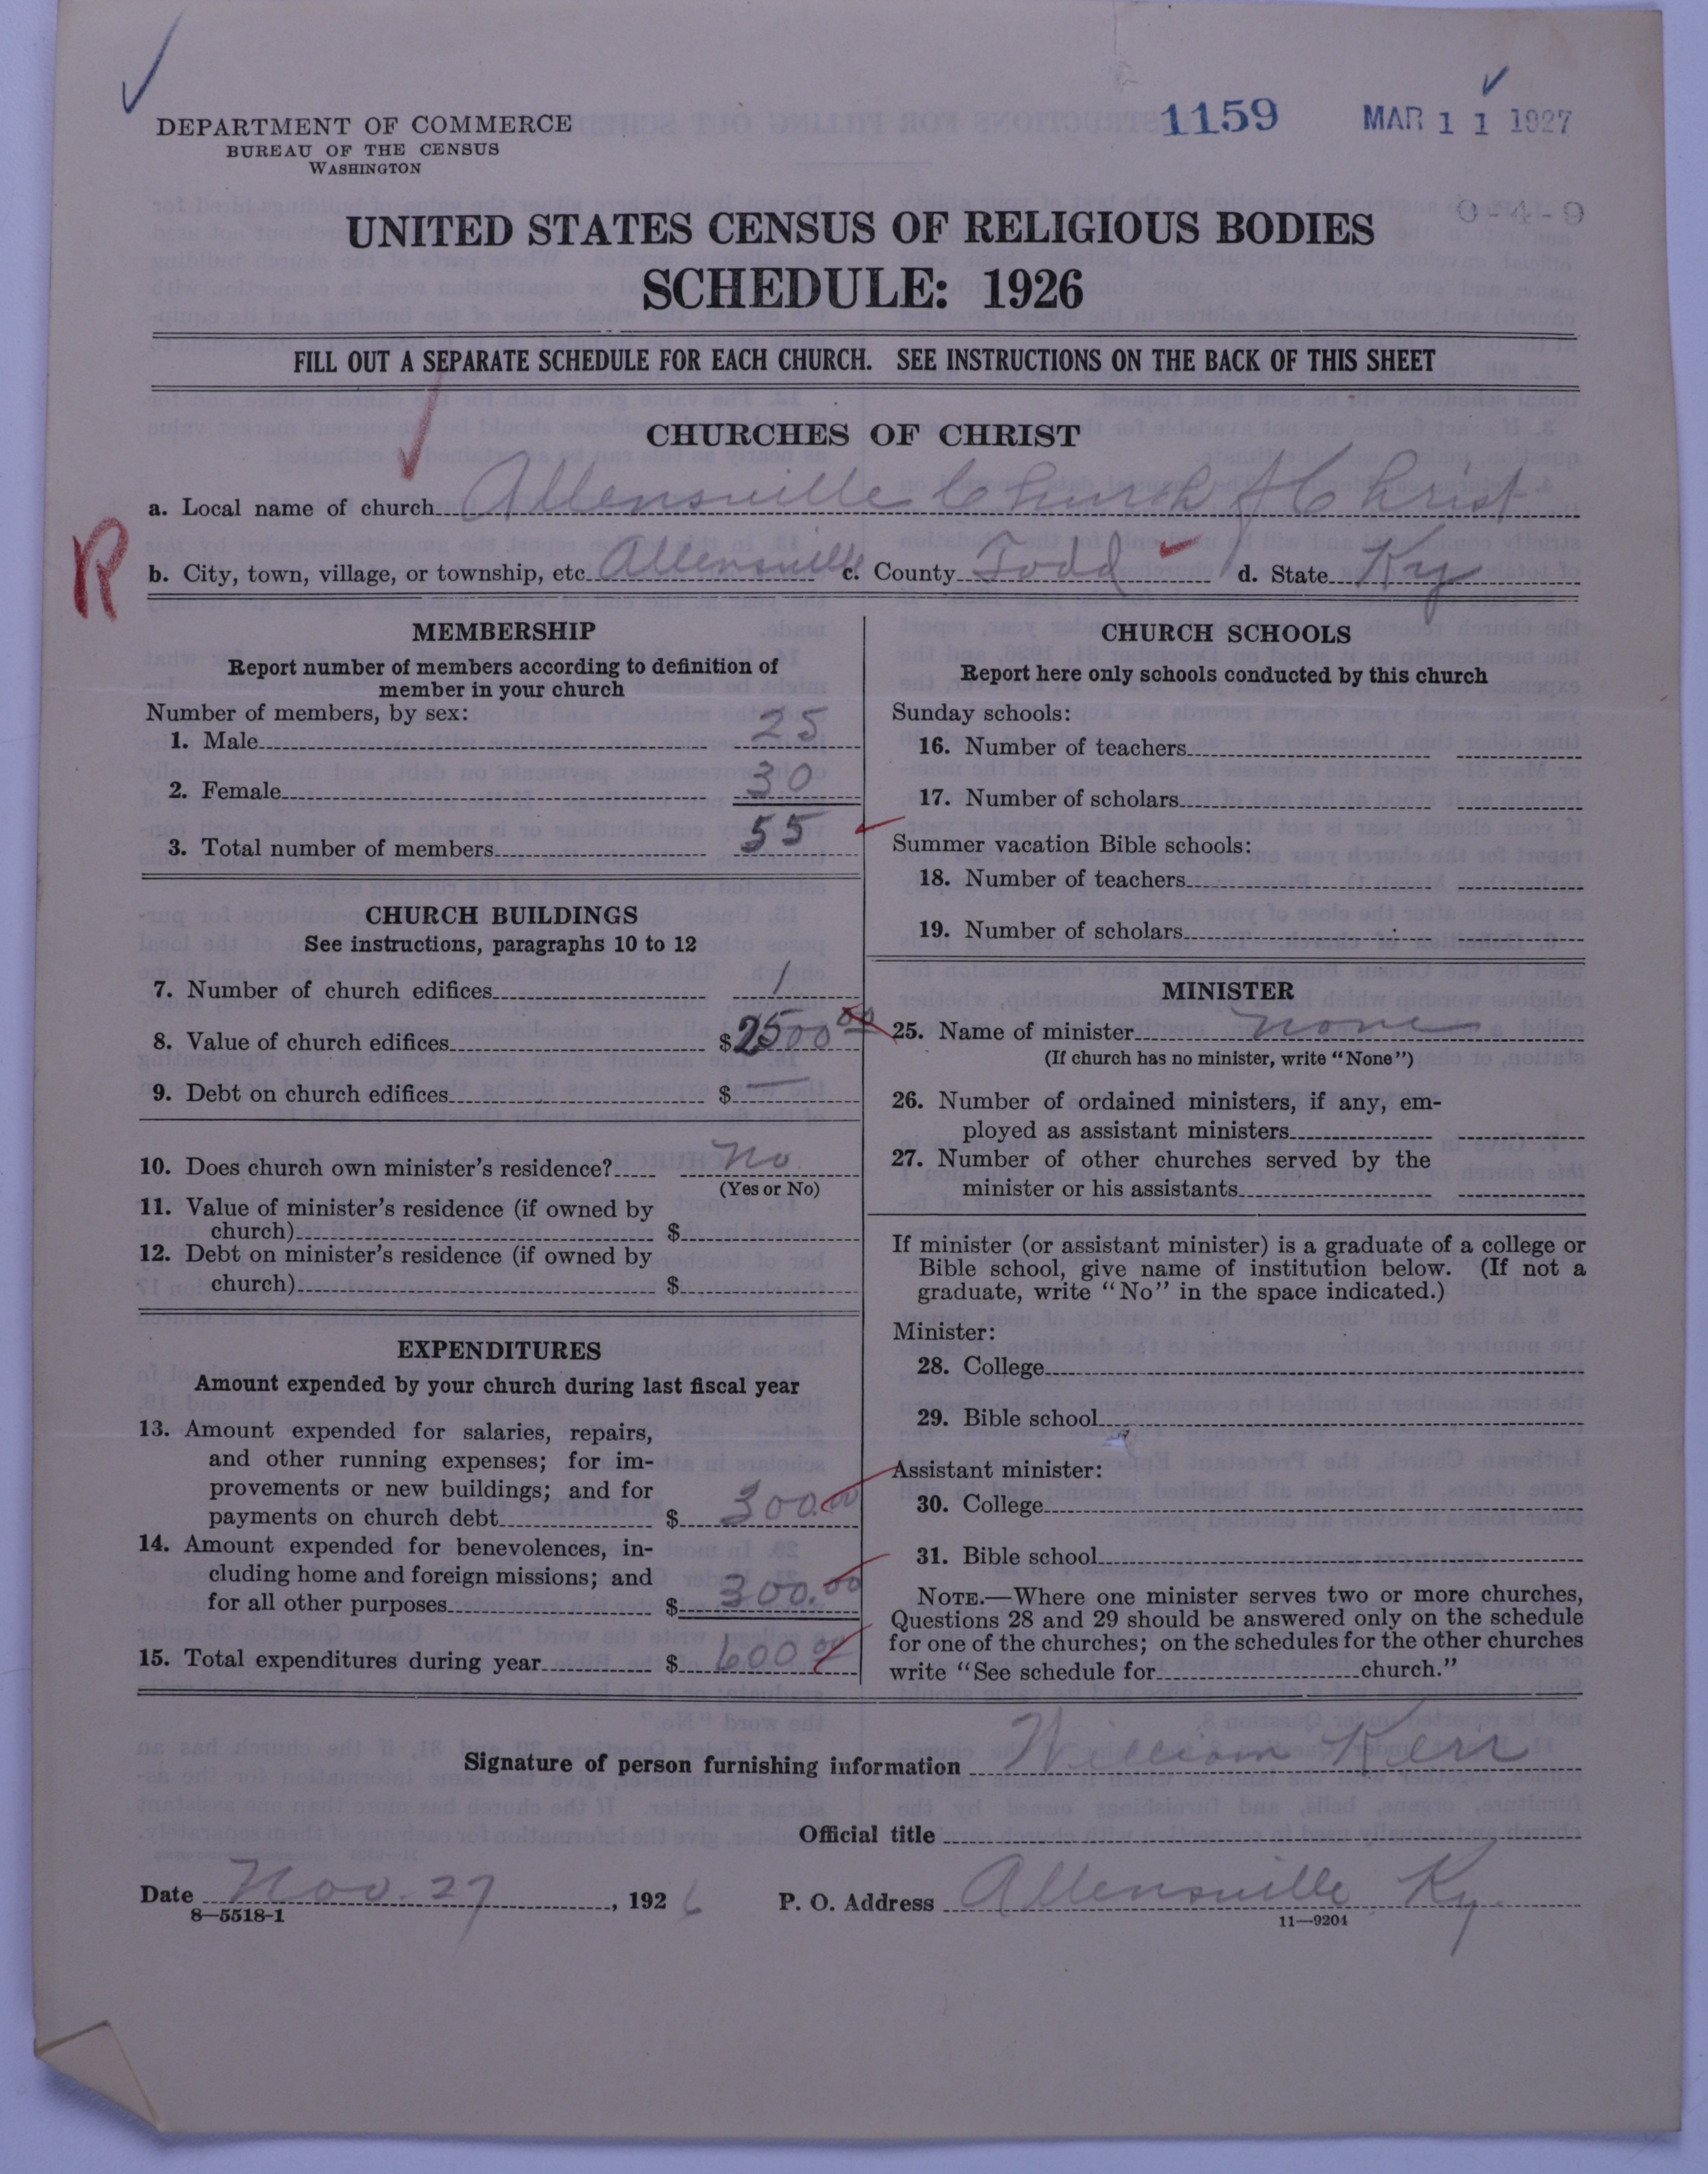 1159 MAR 11 1927
DEPARTMENT OF COMMERCE
BUREAU OF THE CENSUS
WASHINGTON
0-4-9
UNITED STATES CENSUS OF RELIGIOUS BODIES
SCHEDULE: 1926
FILL OUT A SEPARATE SCHEDULE FOR EACH CHURCH. SEE INSTRUCTIONS ON THE BACK OF THIS SHEET
CHURCHES OF CHRIST
a. Local name of church Allensville Church of Christ
R
b. City, town, village, or township, etc. Allensville c. County Todd d. State Ky
MEMBERSHIP
Report number of members according to definition of
member in your church
Number of members, by sex:
1. Male 25
2. Female 30
3. Total number of members 55
CHURCH BUILDINGS
See instructions, paragraphs 10 to 12
7. Number of church edifices 1
8. Value of church edifices $2500 00
9. Debt on church edifices $ —
10. Does church own minister's residence? No
(Yes or No)
11. Value of minister's residence (if owned by
church) $
12. Debt on minister's residence (if owned by
church) $
EXPENDITURES
Amount expended by your church during last fiscal year
13. Amount expended for salaries, repairs,
and other running expenses; for im-
provements or new buildings; and for
payments on church debt $ 300.00
14. Amount expended for benevolences, in-
cluding home and foreign missions; and
for all other purposes $ 300.00
15. Total expenditures during year $ 600 00
CHURCH SCHOOLS
Report here only schools conducted by this church
Sunday schools:
16. Number of teachers
17. Number of scholars
Summer vacation Bible schools:
18. Number of teachers
19. Number of scholars
MINISTER
25. Name of minister none
(If church has no minister, write "None")
26. Number of ordained ministers, if any, em-
ployed as assistant ministers
27. Number of other churches served by the
minister or his assistants
If minister (or assistant minister) is a graduate of a college or
Bible school, give name of institution below. (If not a
graduate, write "No" in the space indicated.)
Minister:
28. College
29. Bible school
Assistant minister:
30. College
31. Bible school
NOTE.—Where one minister serves two or more churches,
Questions 28 and 29 should be answered only on the schedule
for one of the churches; on the schedules for the other churches
write "See schedule for church."
Signature of person furnishing information William Kerr
Official title
Date Nov. 27, 1926 P. O. Address Allensville Ky.
8—5518-1 11—9204